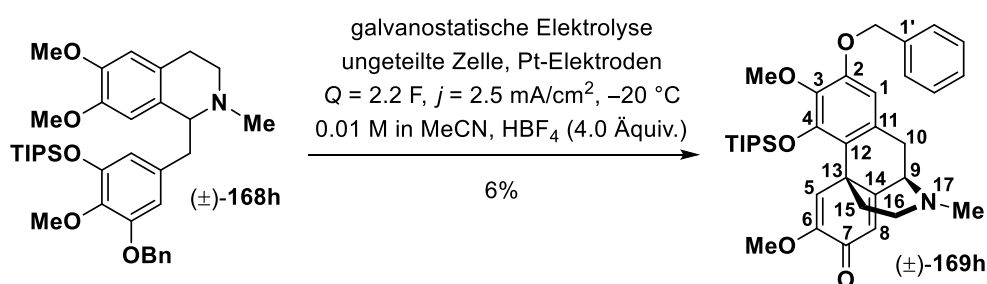 galvanostatische Elektrolyse
ungeteilte Zelle, Pt-Elektroden
Q = 2.2 F, j = 2.5 mA/cm², –20 °C
0.01 M in MeCN, HBF₄ (4.0 Äquiv.)
6%
MeO
MeO
N
Me
TIPSO
MeO
OBn
(±)-168h
1'
O
2
3
MeO
1
4
TIPSO
11
10
12
13
14
9
17
N
Me
5
15
16
6
7
8
MeO
O
(±)-169h